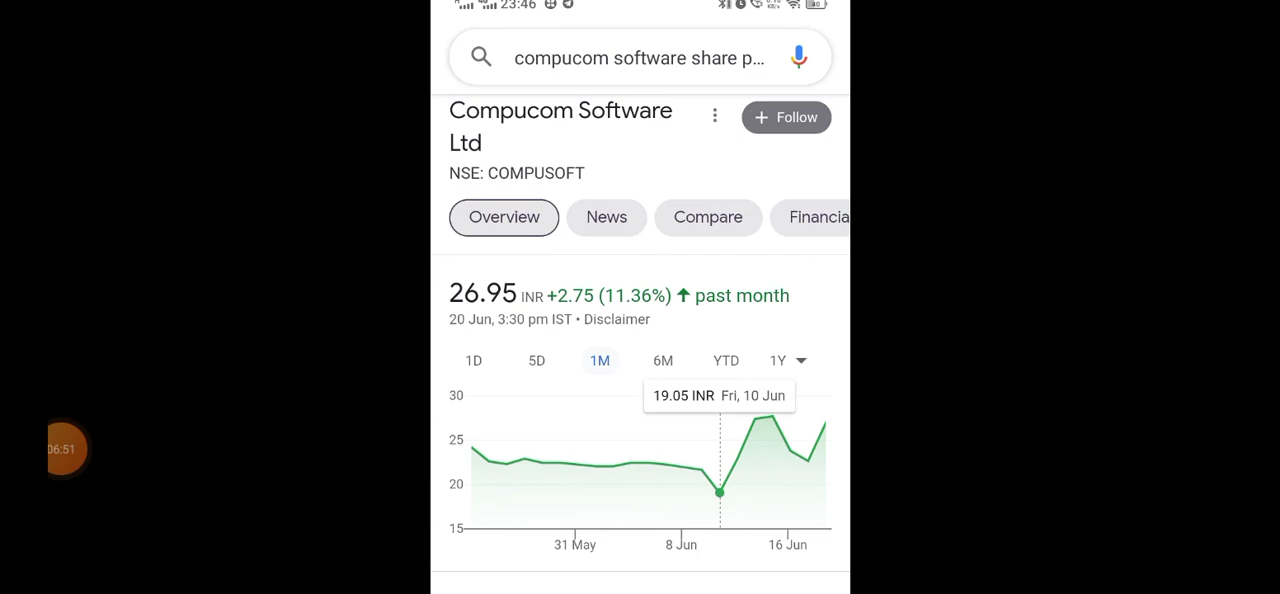 23:46
compucom software share p...
Compucom Software
Ltd
+ Follow
NSE: COMPUSOFT
Overview News Compare Financia
26.95 INR +2.75 (11.36%) ↑ past month
20 Jun, 3:30 pm IST • Disclaimer
1D 5D 1M 6M YTD 1Y
19.05 INR Fri, 10 Jun
30
25
20
15
31 May 8 Jun 16 Jun
06:51